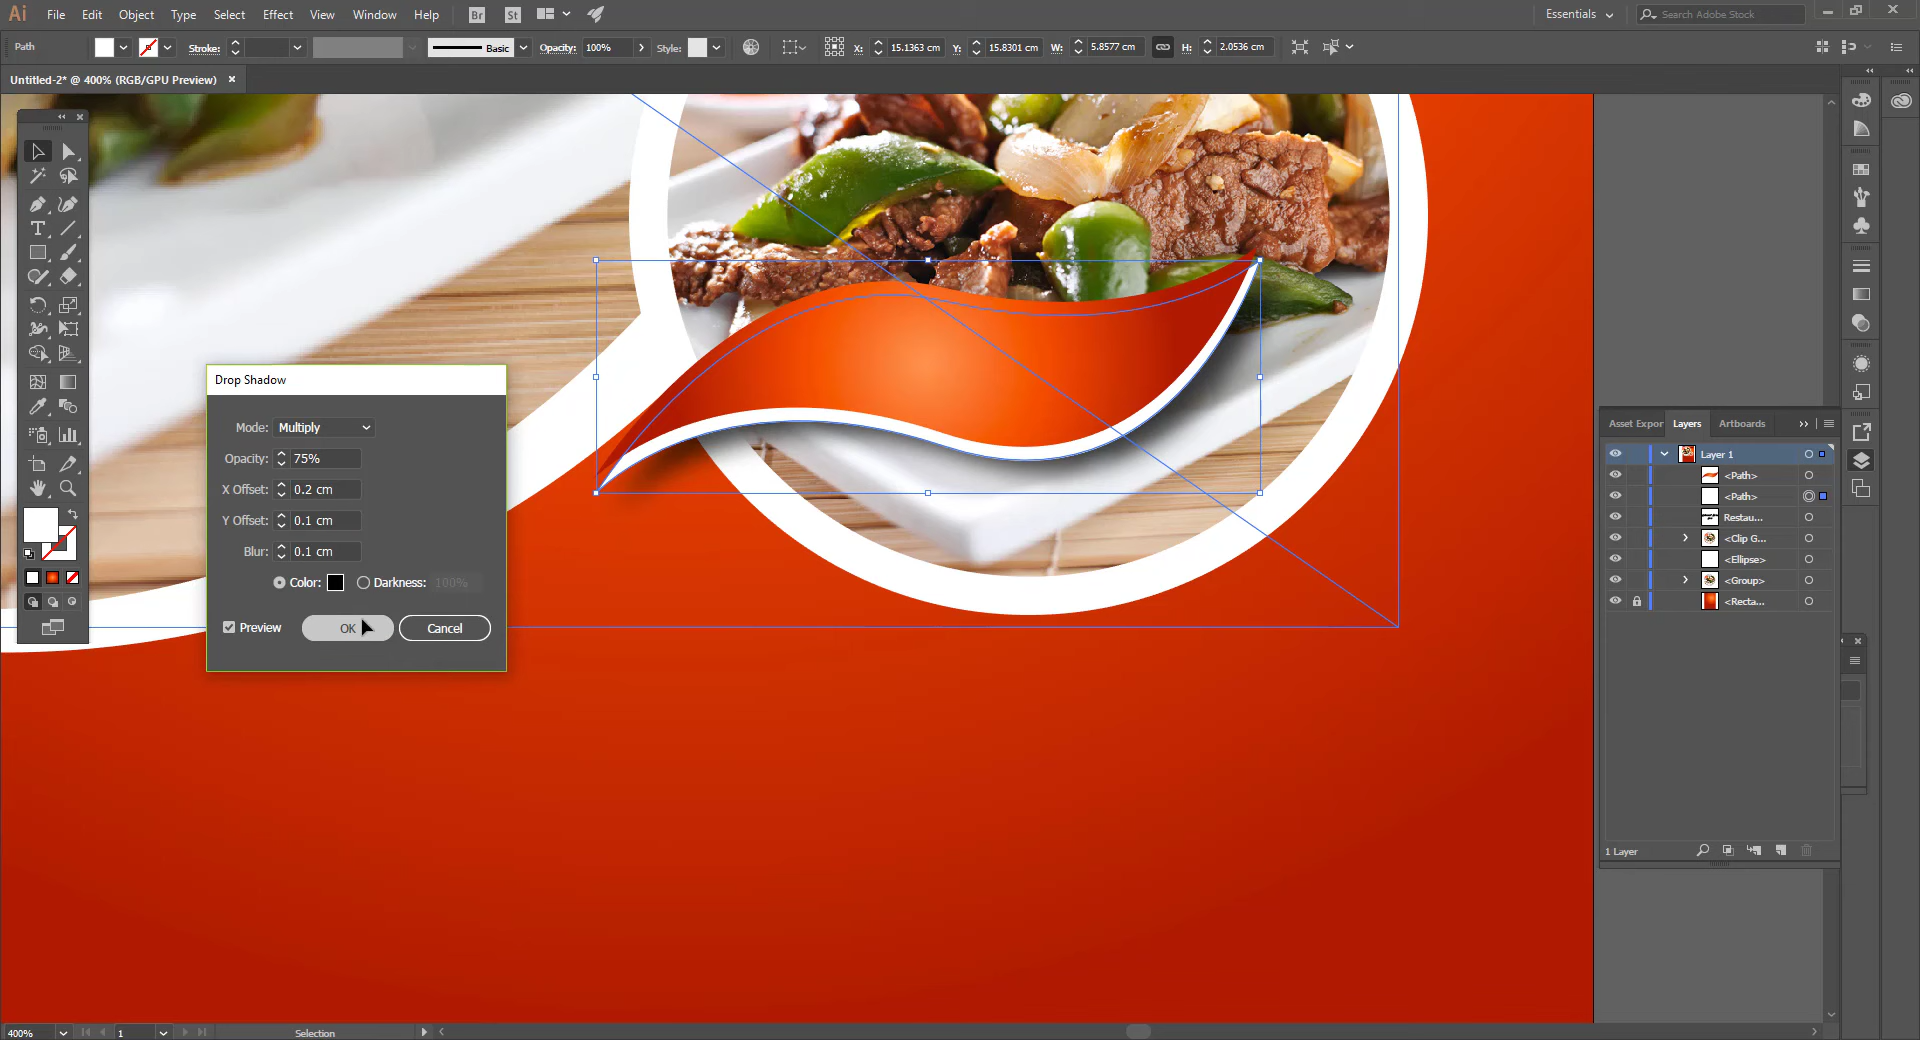 Ai File Edit Object Type Select Effect View Window Help Br St Essentials Search Adobe Stock
Path Stroke: Basic Opacity: 100% Style: X: 15.1363 cm Y: 15.8301 cm W: 5.8577 cm H: 2.0536 cm
Untitled-2* @ 400% (RGB/GPU Preview)
Drop Shadow
Mode: Multiply
Opacity: 75%
X Offset: 0.2 cm
Y Offset: 0.1 cm
Blur: 0.1 cm
Color: Darkness: 100%
Preview OK Cancel
Asset Expor Layers Artboards
Layer 1
<Path>
<Path>
Restau...
<Clip G...
<Ellipse>
<Group>
<Recta...
1 Layer
400% 1 Selection